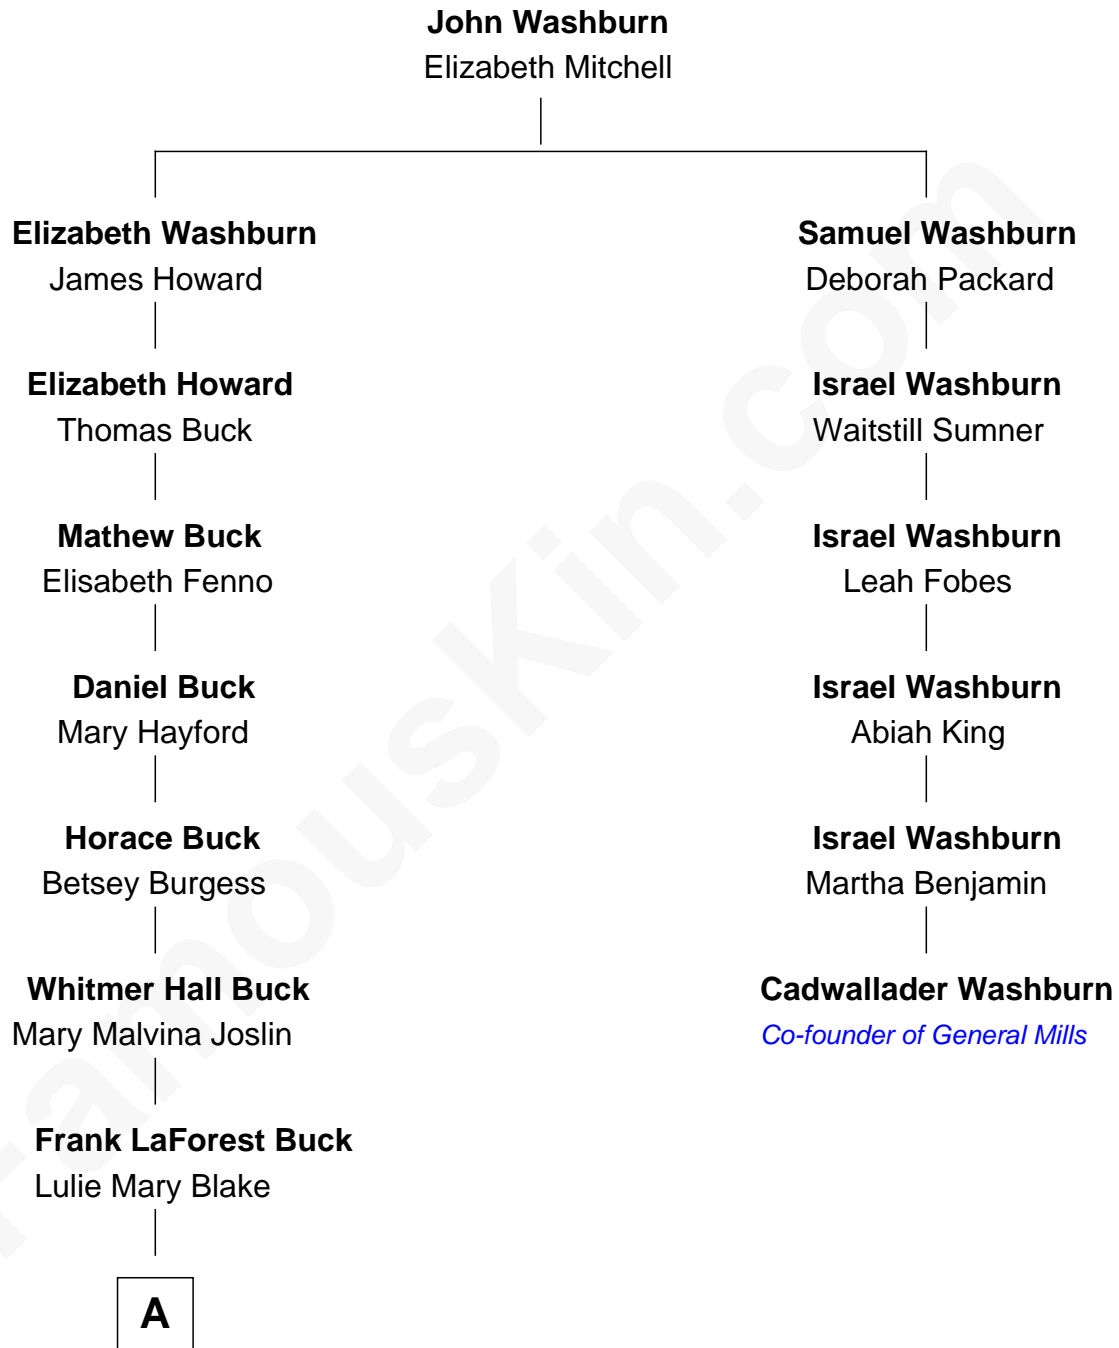 John Washburn
Elizabeth Mitchell
Elizabeth Washburn
James Howard
Elizabeth Howard
Thomas Buck
Mathew Buck
Elisabeth Fenno
Daniel Buck
Mary Hayford
Horace Buck
Betsey Burgess
Whitmer Hall Buck
Mary Malvina Joslin
Frank LaForest Buck
Lulie Mary Blake
A
Samuel Washburn
Deborah Packard
Israel Washburn
Waitstill Sumner
Israel Washburn
Leah Fobes
Israel Washburn
Abiah King
Israel Washburn
Martha Benjamin
Cadwallader Washburn
Co-founder of General Mills
FamousKin.com